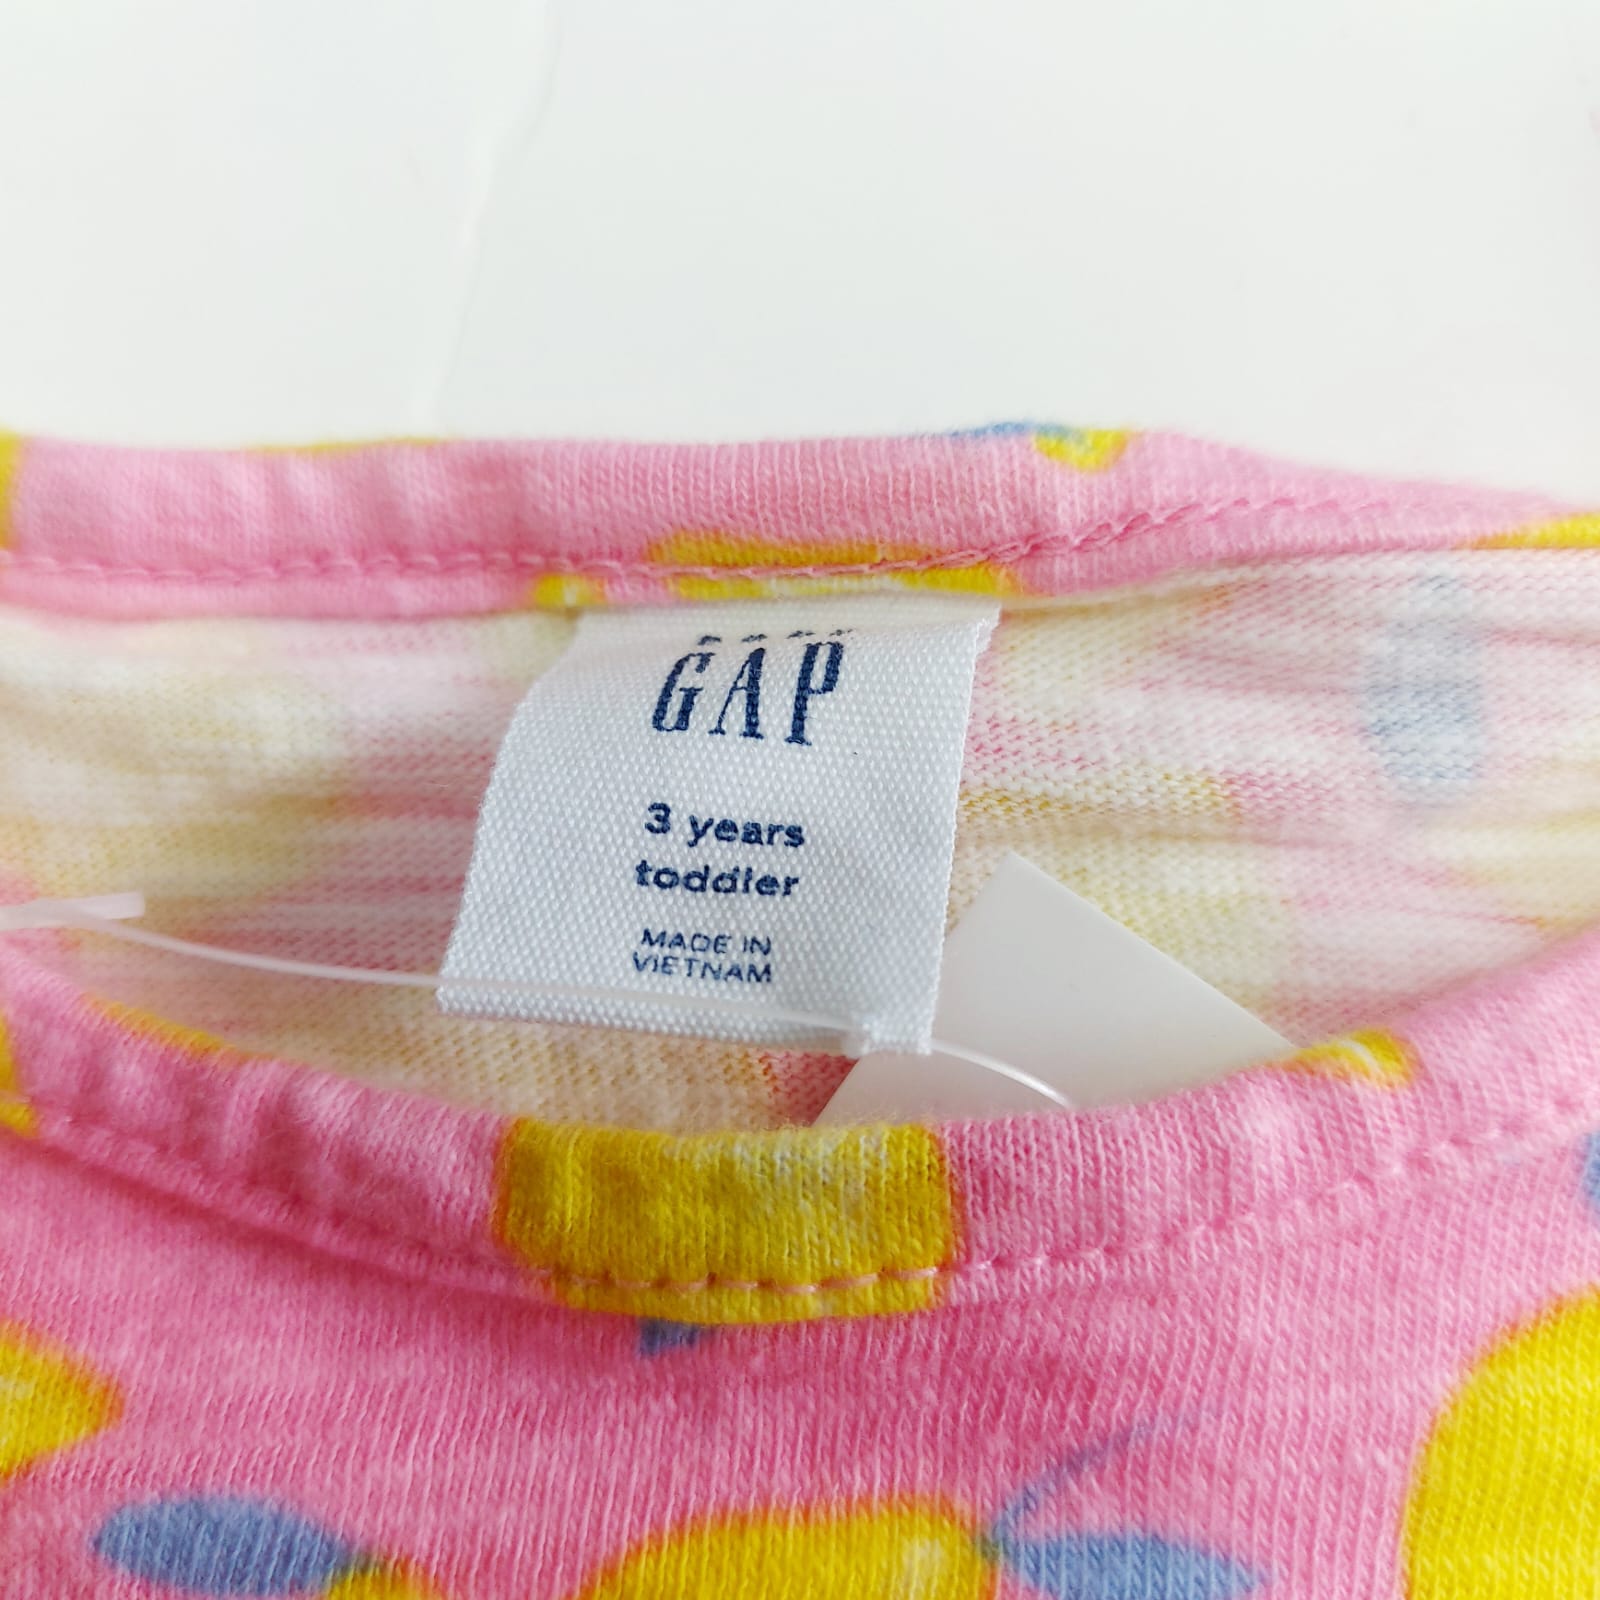 GAP
3 years
toddler
MADE IN
VIETNAM